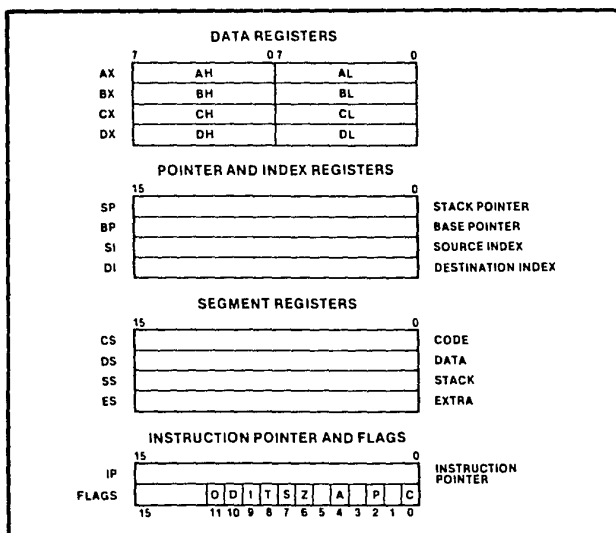 DATA REGISTERS
7 0 7 0
AX AH AL
BX BH BL
CX CH CL
DX DH DL
POINTER AND INDEX REGISTERS
15 0
SP STACK POINTER
BP BASE POINTER
SI SOURCE INDEX
DI DESTINATION INDEX
SEGMENT REGISTERS
15 0
CS CODE
DS DATA
SS STACK
ES EXTRA
INSTRUCTION POINTER AND FLAGS
15 0
IP INSTRUCTION
POINTER
FLAGS O D I T S Z A P C
15 11 10 9 8 7 6 5 4 3 2 1 0